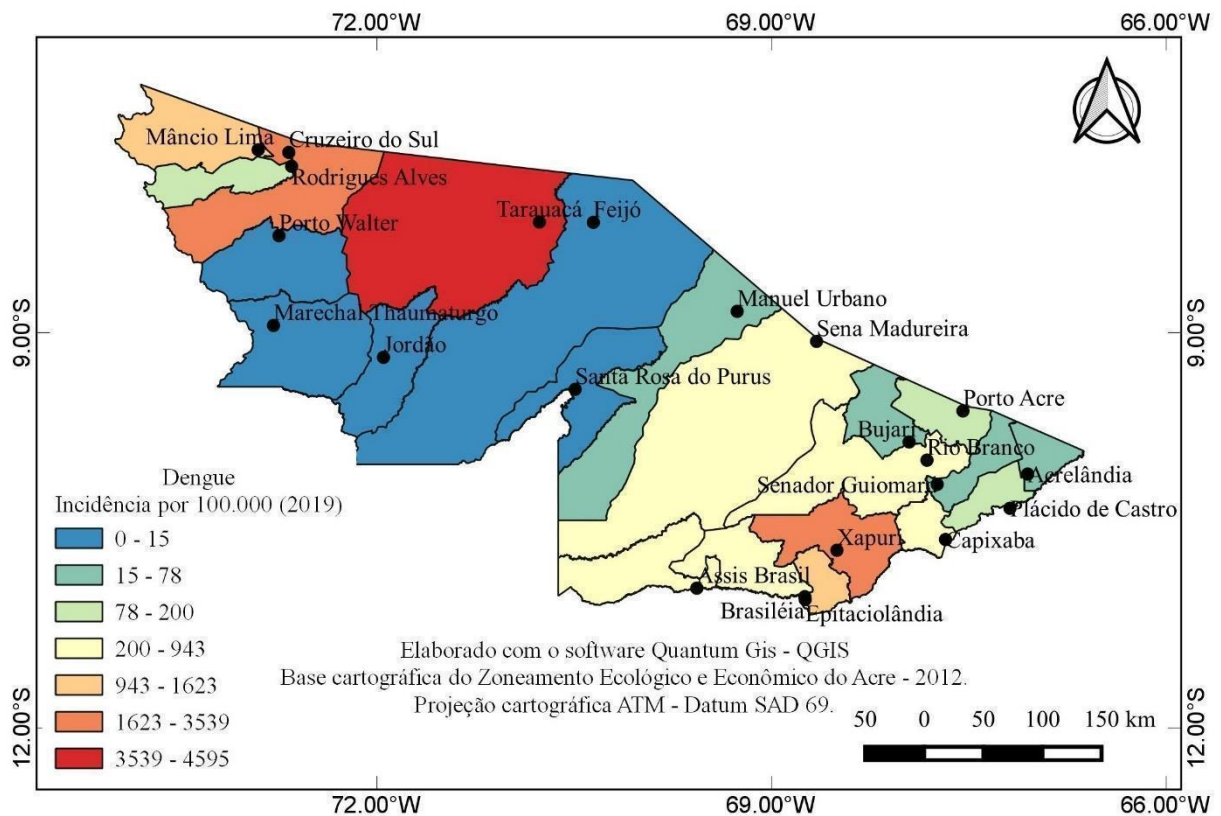 72.00°W 69.00°W 66.00°W
Mâncio Lima Cruzeiro do Sul
Rodrigues Alves
Porto Walter
Tarauacá Feijó
9.00°S 9.00°S
Marechal Thaumaturgo
Jordão
Manuel Urbano
Sena Madureira
Santa Rosa do Purus
Porto Acre
Bujari
Rio Branco
Senador Guiomard
Acrelândia
Plácido de Castro
Capixaba
Xapuri
Assis Brasil
Brasiléia
Epitaciolândia
Dengue
Incidência por 100.000 (2019)
0 - 15
15 - 78
78 - 200
200 - 943
943 - 1623
1623 - 3539
3539 - 4595
Elaborado com o software Quantum Gis - QGIS
Base cartográfica do Zoneamento Ecológico e Econômico do Acre - 2012.
Projeção cartográfica ATM - Datum SAD 69.
50 0 50 100 150 km
12.00°S 12.00°S
72.00°W 69.00°W 66.00°W